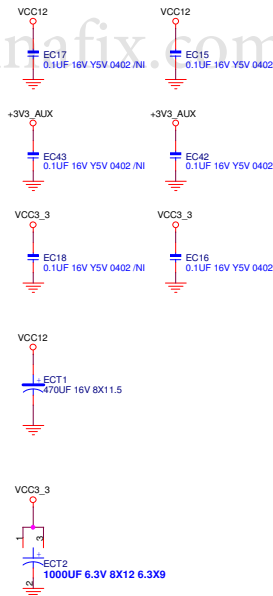 VCC12 VCC12
nafix.com
EC17 EC15
0.1UF 16V Y5V 0402 /NI 0.1UF 16V Y5V 0402
+3V3_AUX +3V3_AUX
EC43 EC42
0.1UF 16V Y5V 0402 /NI 0.1UF 16V Y5V 0402
VCC3_3 VCC3_3
EC18 EC16
0.1UF 16V Y5V 0402 /NI 0.1UF 16V Y5V 0402
VCC12
+ ECT1
470UF 16V 8X11.5
VCC3_3
1 3
+ ECT2
1000UF 6.3V 8X12 6.3X9
2